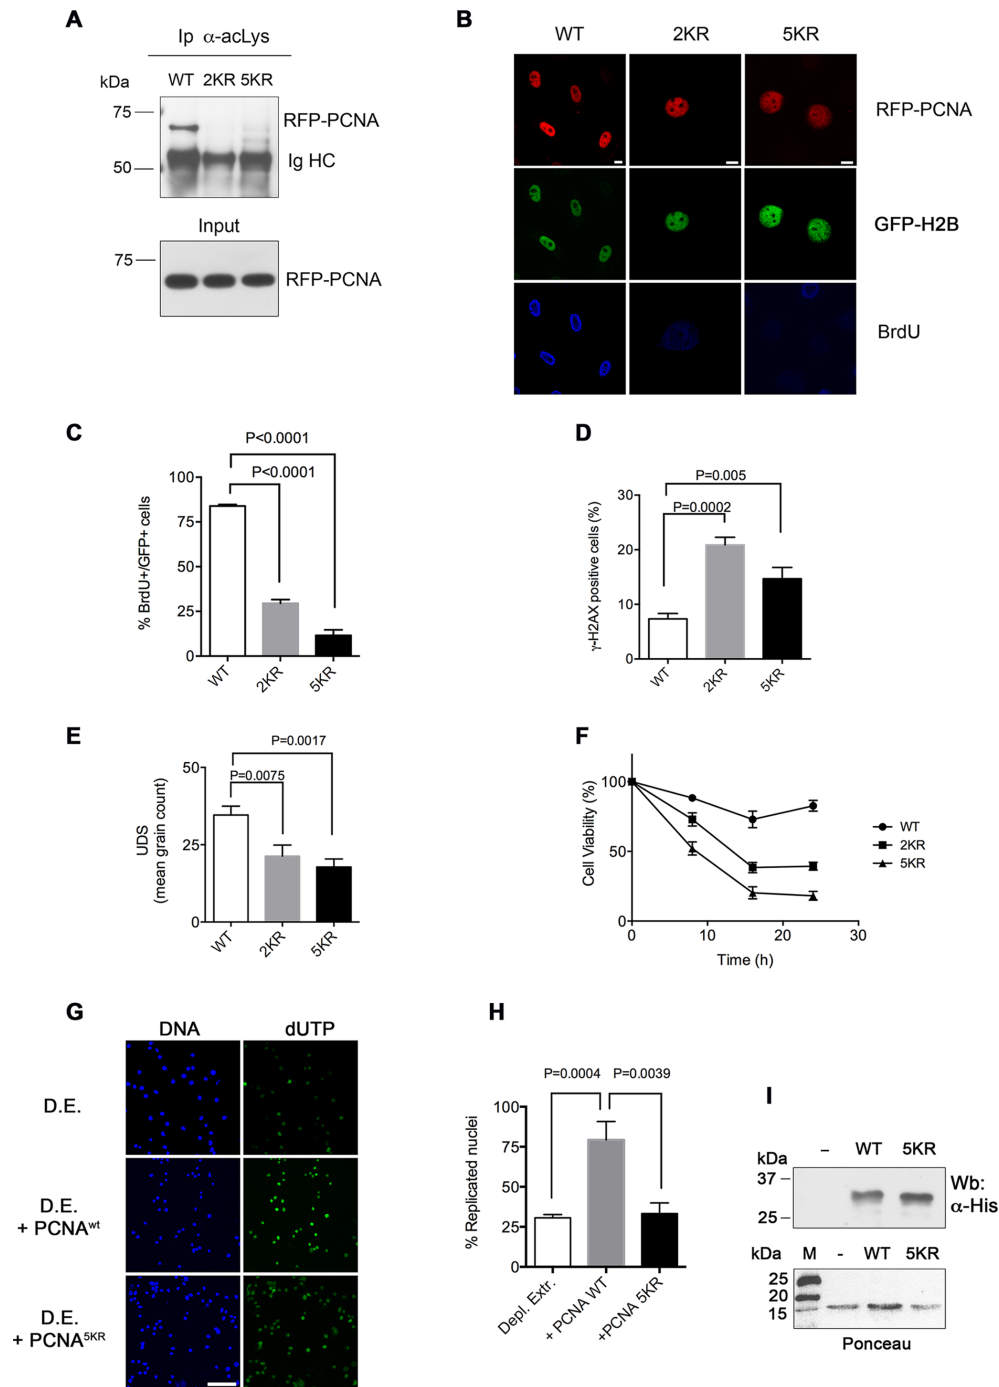 A
Ip α-acLys
kDa WT 2KR 5KR
75
RFP-PCNA
Ig HC
50
Input
75
RFP-PCNA
B
WT 2KR 5KR
RFP-PCNA
GFP-H2B
BrdU
C
P<0.0001
P<0.0001
% BrdU+/GFP+ cells
100
75
50
25
0
WT 2KR 5KR
D
P=0.005
P=0.0002
γ-H2AX positive cells (%)
30
20
10
0
WT 2KR 5KR
E
P=0.0017
P=0.0075
UDS
(mean grain count)
50
25
0
WT 2KR 5KR
F
Cell Viability (%)
100
50
0
0 10 20 30
Time (h)
WT
2KR
5KR
G
DNA dUTP
D.E.
D.E.
+ PCNAwt
D.E.
+ PCNA5KR
H
P=0.0004 P=0.0039
% Replicated nuclei
100
75
50
25
0
Depl. Extr. + PCNA WT +PCNA 5KR
I
kDa – WT 5KR
37
25
Wb:
α-His
kDa M - WT 5KR
25
20
15
Ponceau